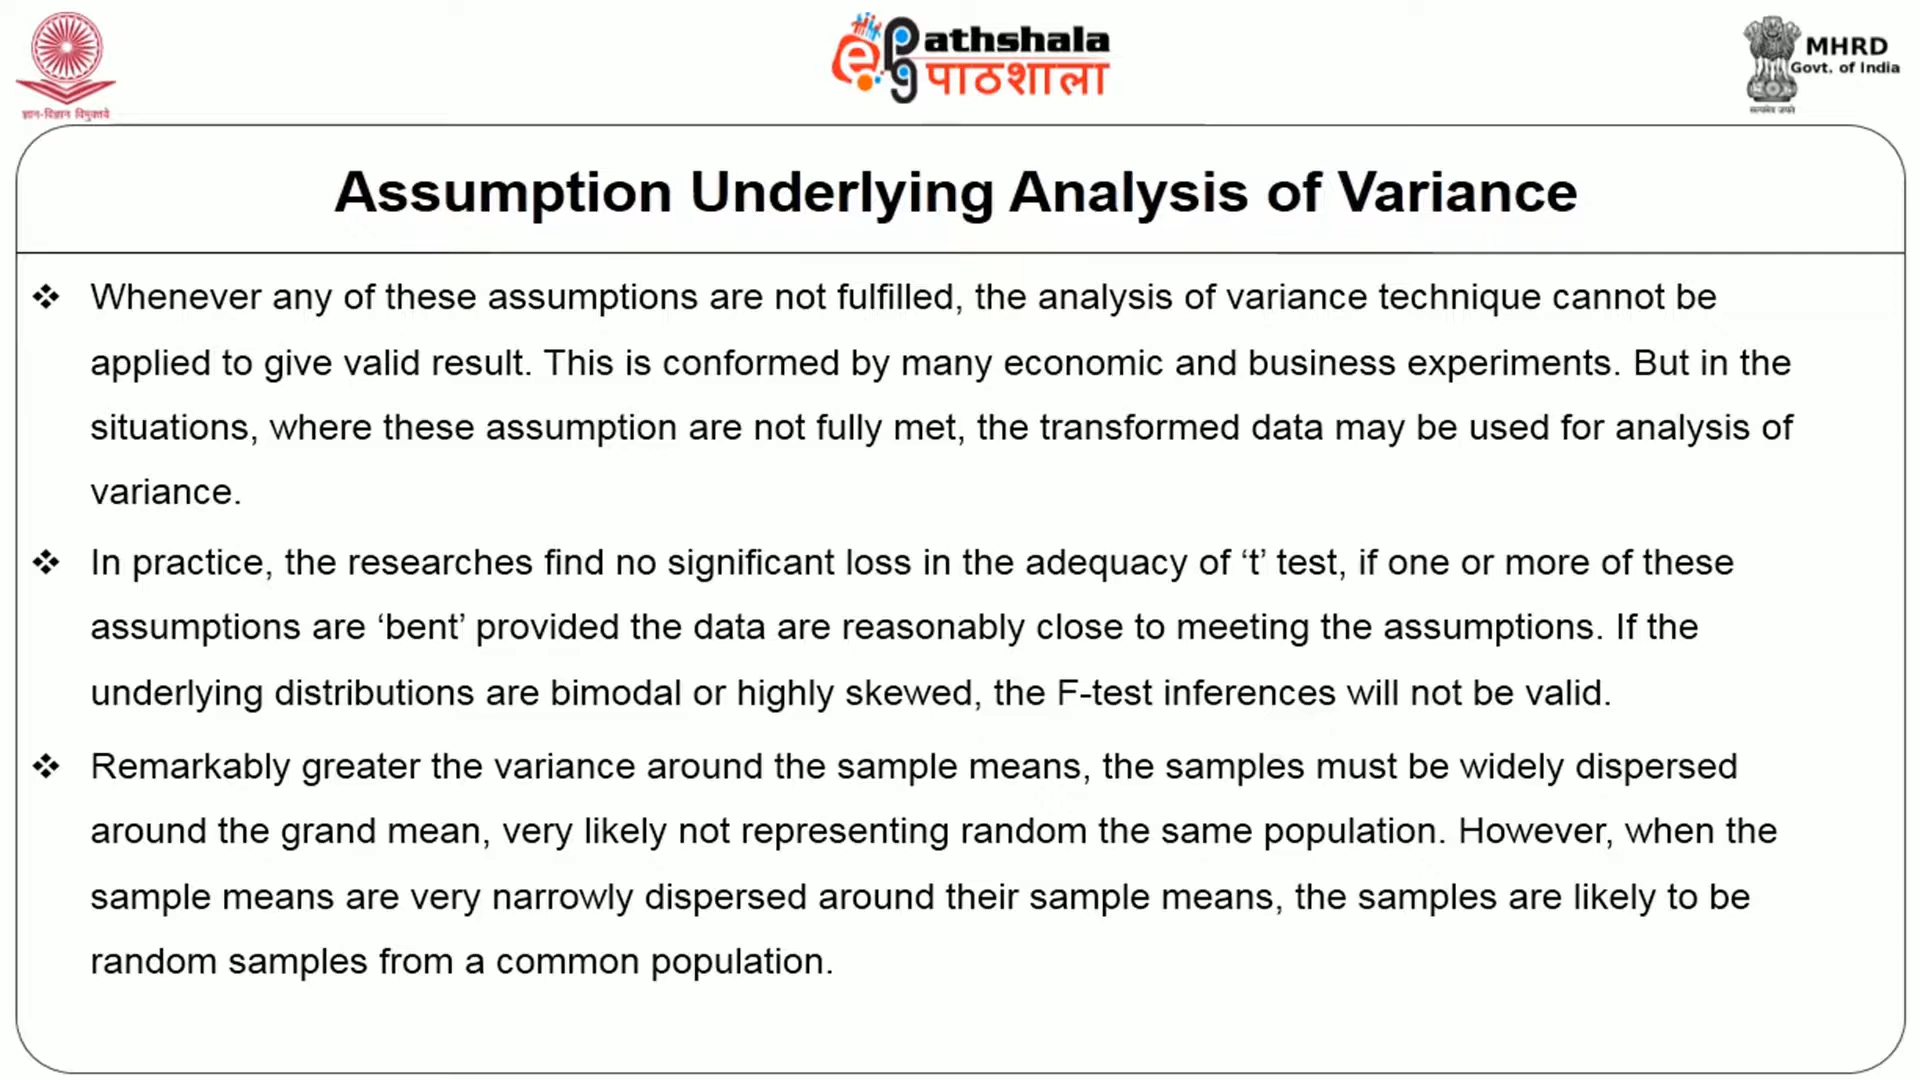 ज्ञान-विज्ञान विमुक्तये
e
pg
athshala
पाठशाला
MHRD
Govt. of India
सत्यमेव जयते
Assumption Underlying Analysis of Variance
❖ Whenever any of these assumptions are not fulfilled, the analysis of variance technique cannot be
applied to give valid result. This is conformed by many economic and business experiments. But in the
situations, where these assumption are not fully met, the transformed data may be used for analysis of
variance.
❖ In practice, the researches find no significant loss in the adequacy of ‘t’ test, if one or more of these
assumptions are ‘bent’ provided the data are reasonably close to meeting the assumptions. If the
underlying distributions are bimodal or highly skewed, the F-test inferences will not be valid.
❖ Remarkably greater the variance around the sample means, the samples must be widely dispersed
around the grand mean, very likely not representing random the same population. However, when the
sample means are very narrowly dispersed around their sample means, the samples are likely to be
random samples from a common population.